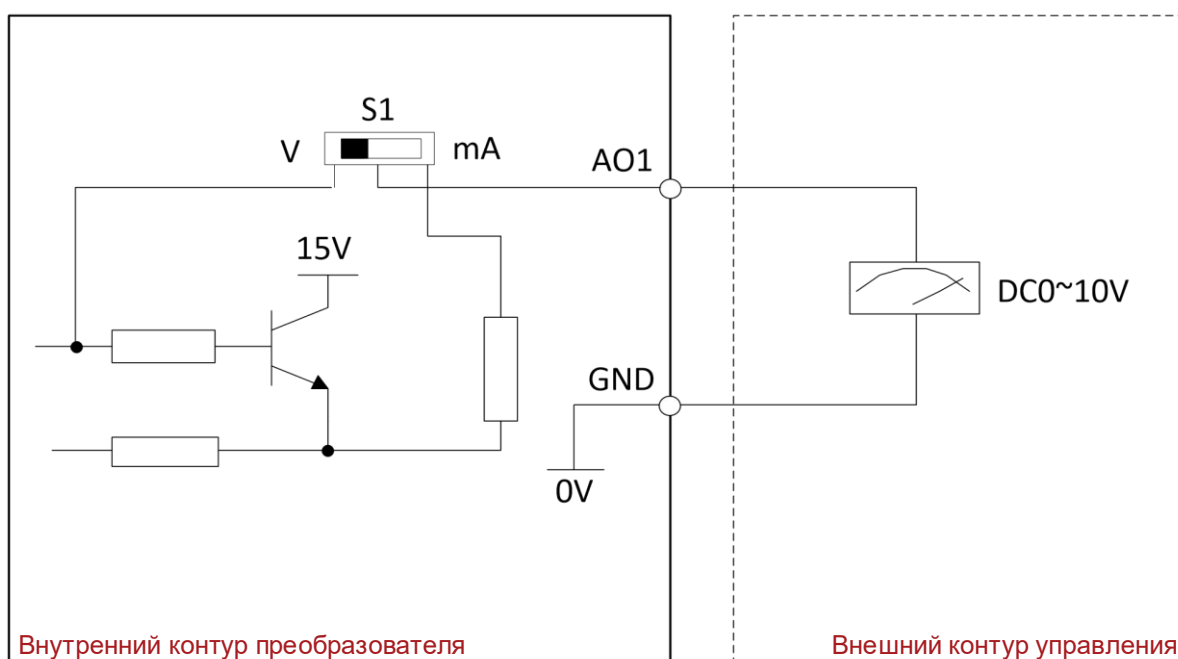 S1
V
mA
AO1
15V
DC0~10V
GND
0V
Внутренний контур преобразователя
Внешний контур управления